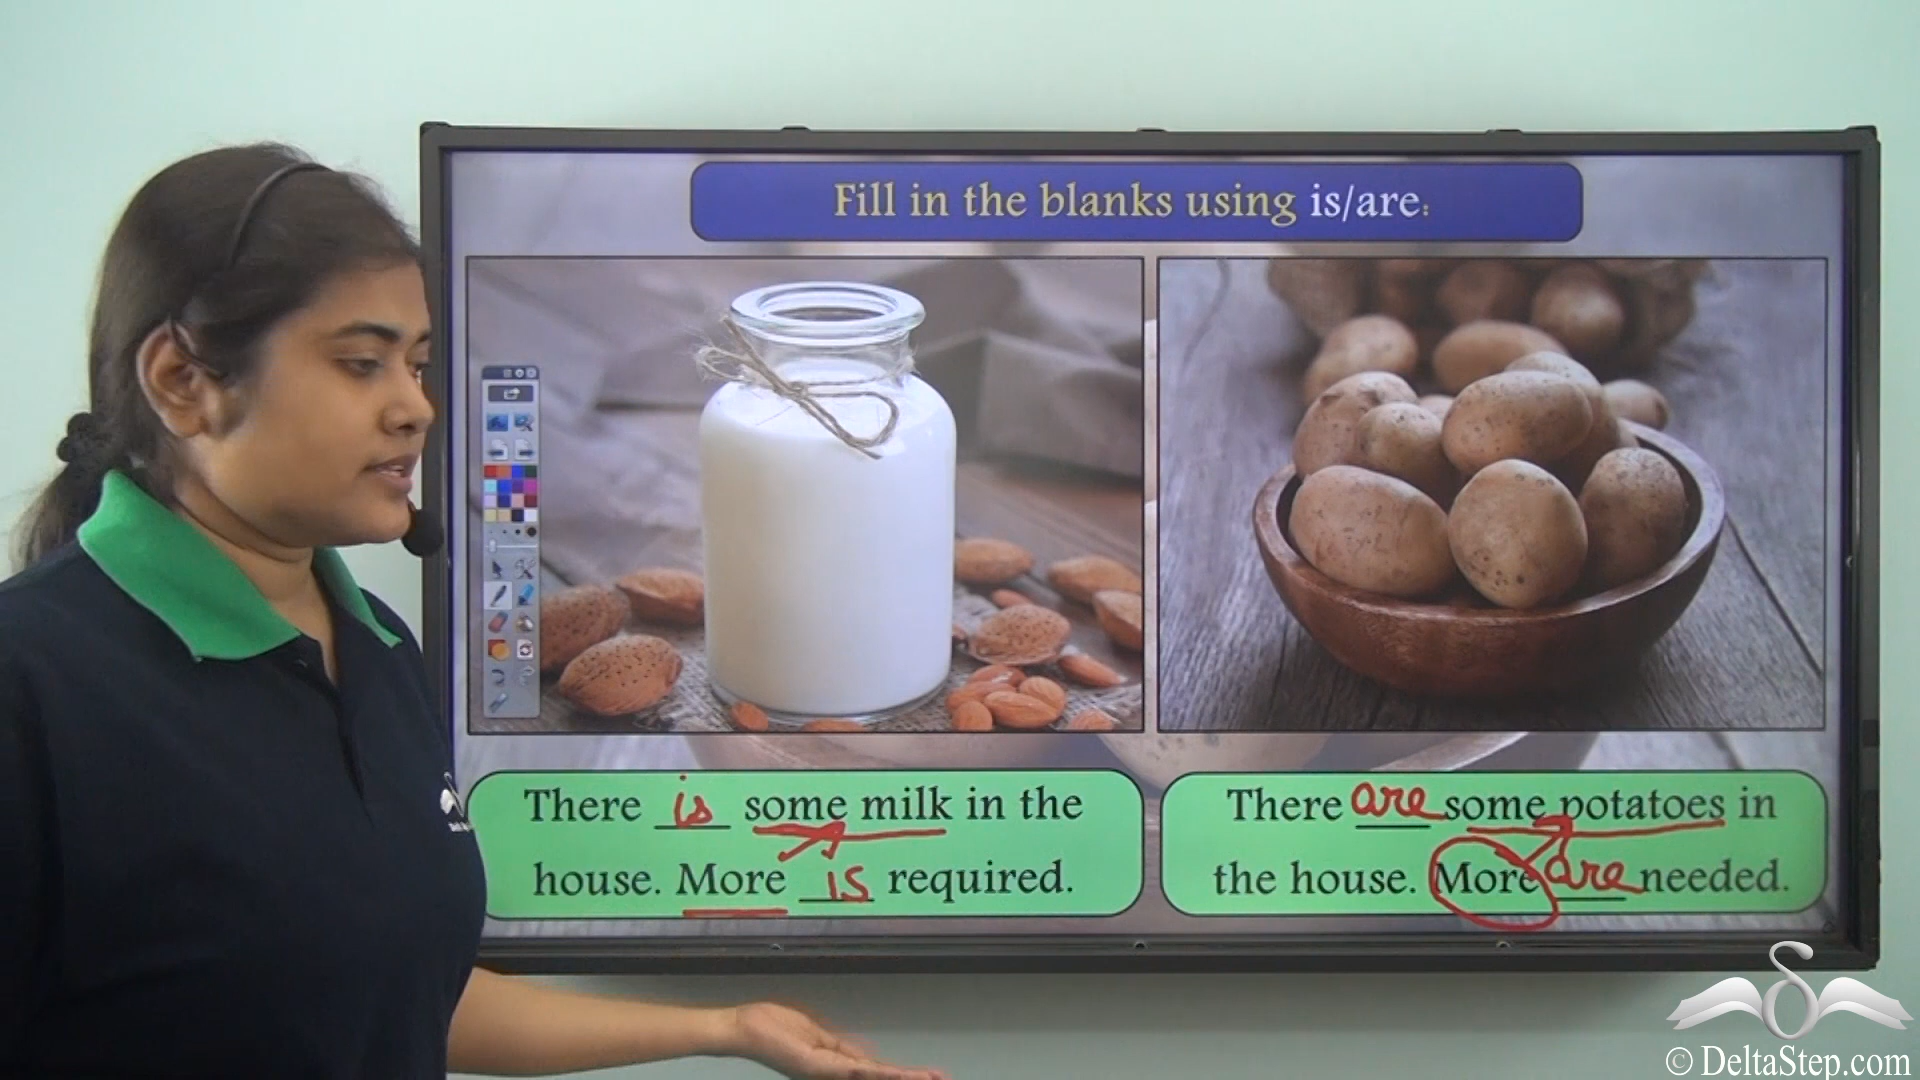 Fill in the blanks using is/are:
There is some milk in the
house. More is required.
There are some potatoes in
the house. More are needed.
© DeltaStep.com